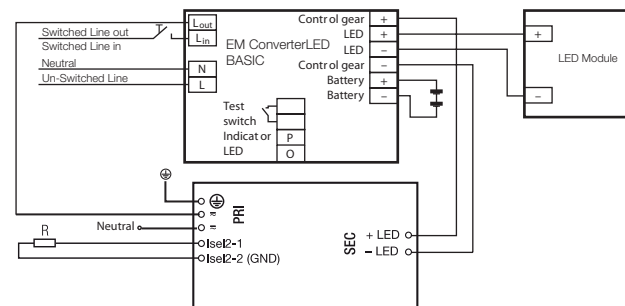 Switched Line out
Switched Line in
Neutral
Un-Switched Line
Lout
Lin
N
L
EM ConverterLED
BASIC
Test
switch
Indicator
LED
P
O
Control gear +
LED +
LED –
Control gear –
Battery +
Battery –
+
–
LED Module
Neutral
R
≂
≂
PRI
Isel2-1
Isel2-2 (GND)
SEC
+ LED
– LED